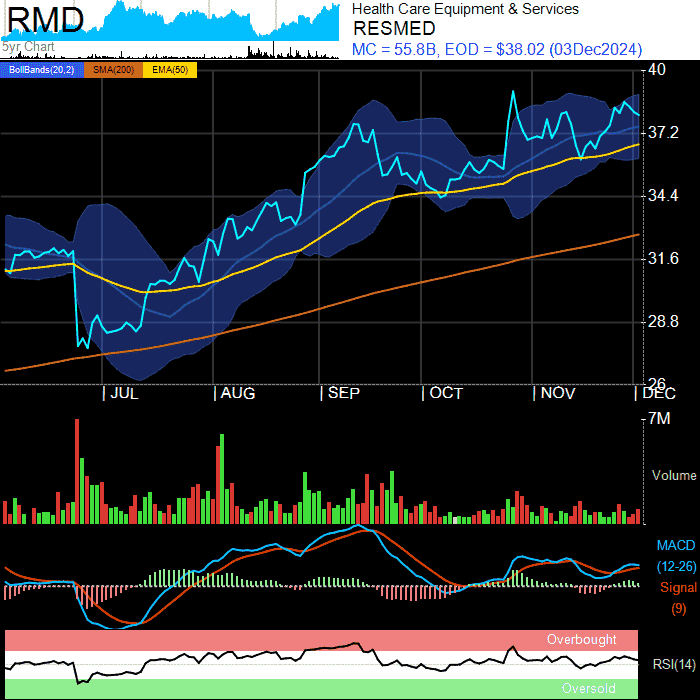 RMD
5yr Chart
Health Care Equipment & Services
RESMED
MC = 55.8B, EOD = $38.02 (03Dec2024)
BollBands(20,2) SMA(200) EMA(50)
40
37.2
34.4
31.6
28.8
26
JUL AUG SEP OCT NOV DEC
7M
Volume
MACD
(12-26)
Signal
(9)
Overbought
RSI(14)
Oversold